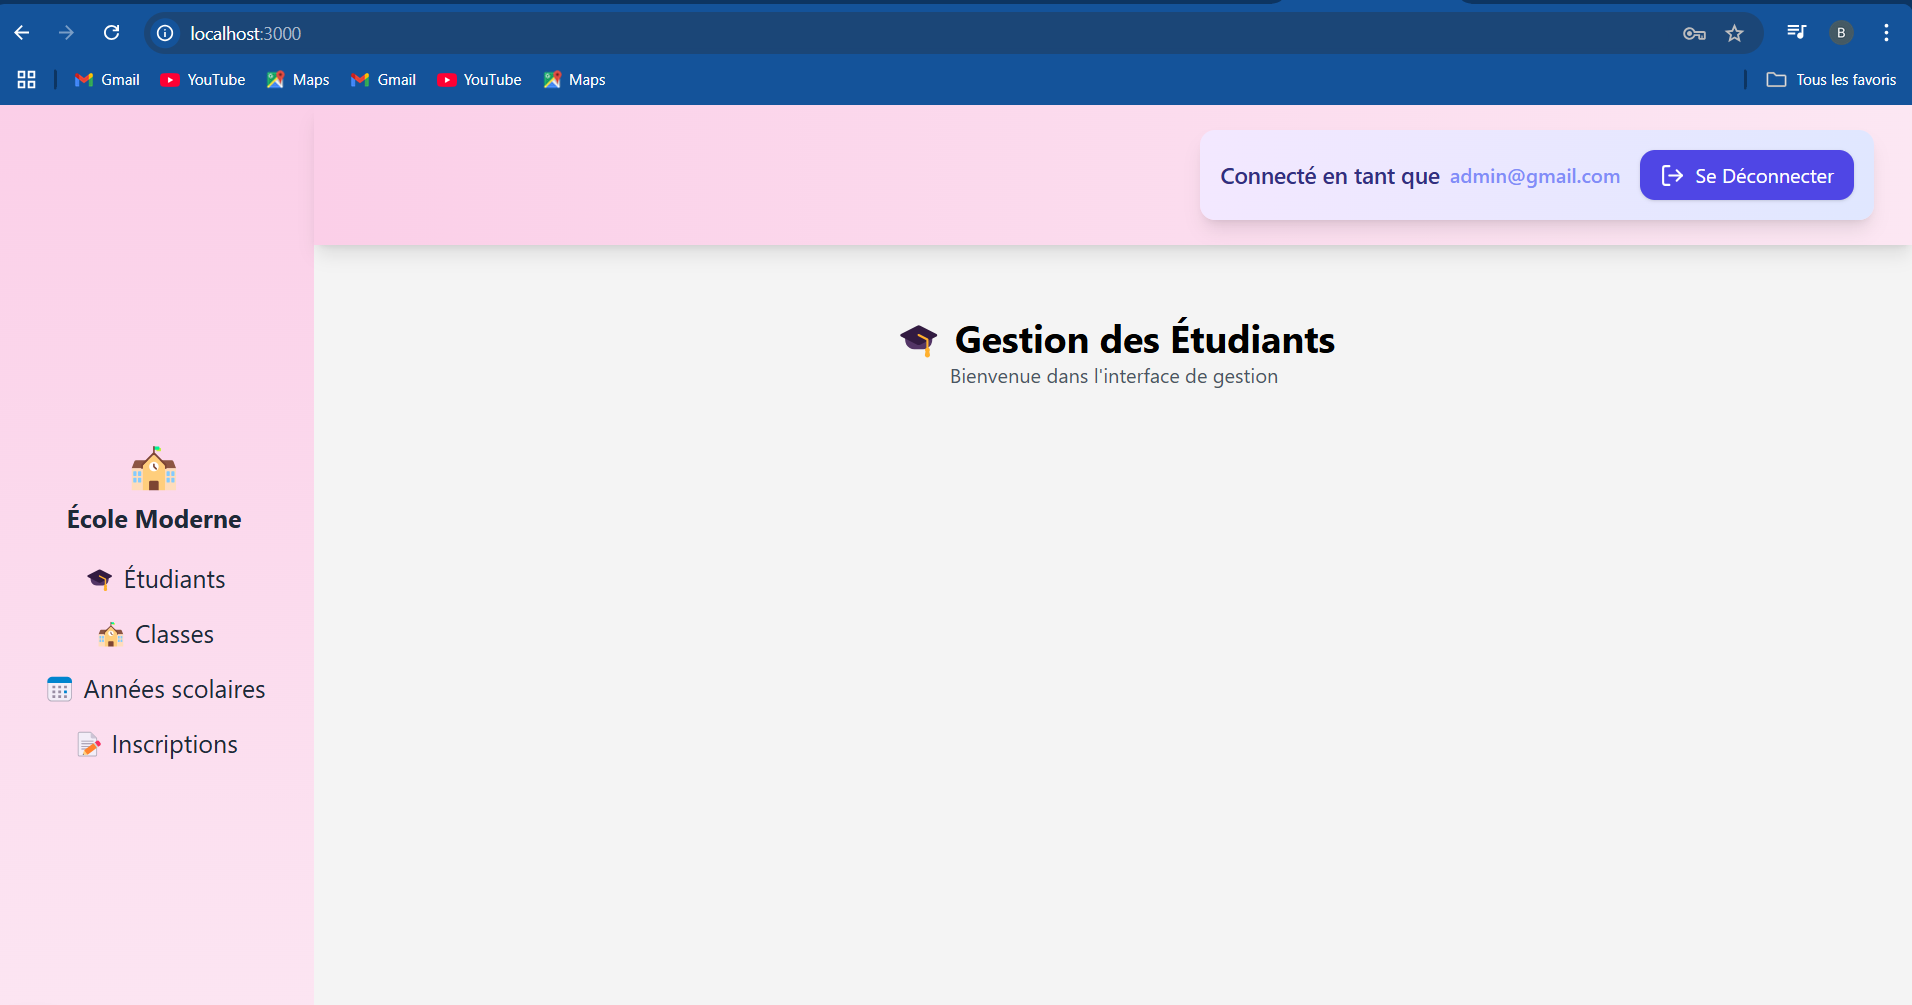 localhost:3000
B
Gmail YouTube Maps Gmail YouTube Maps Tous les favoris
Connecté en tant que admin@gmail.com Se Déconnecter
Gestion des Étudiants
Bienvenue dans l'interface de gestion
École Moderne
Étudiants
Classes
Années scolaires
Inscriptions